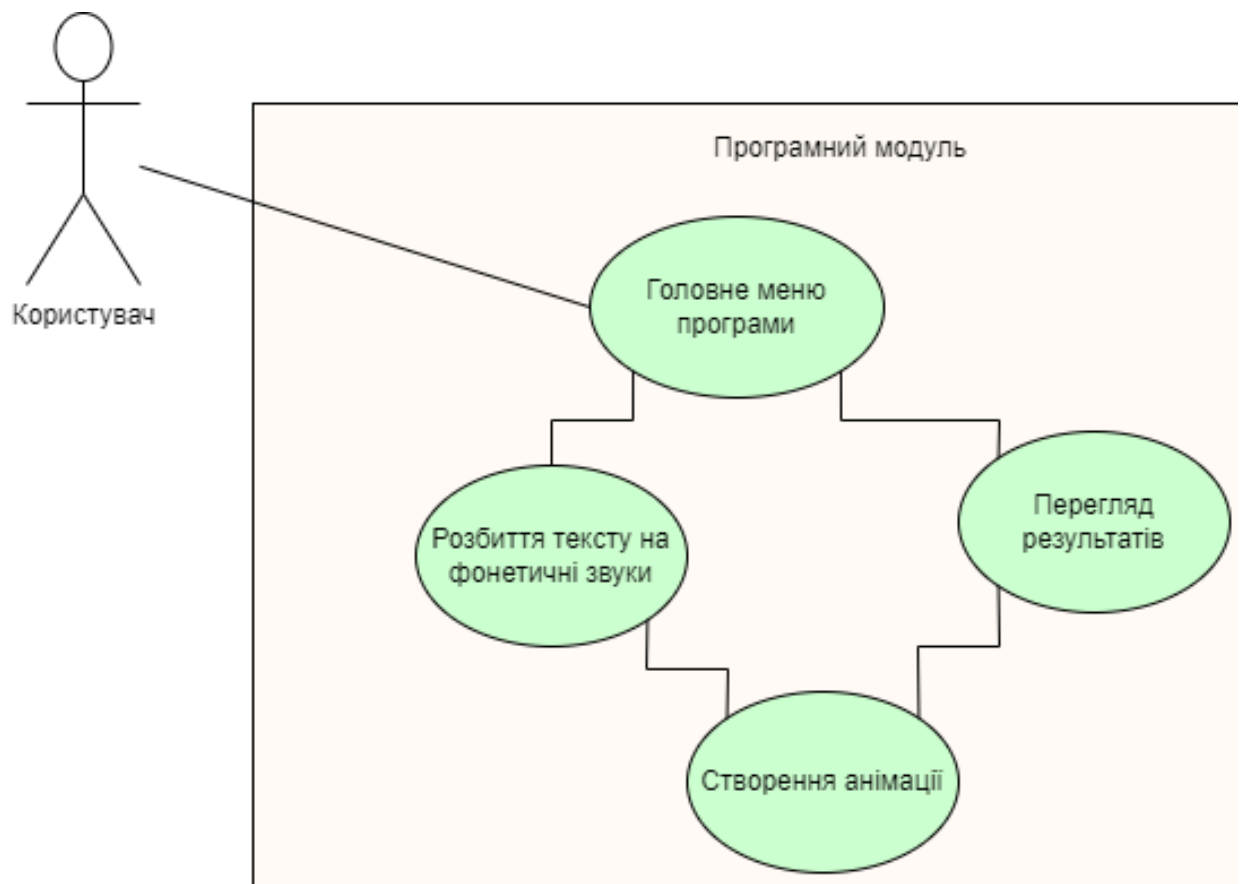 Програмний модуль
Користувач
Головне меню
програми
Розбиття тексту на
фонетичні звуки
Перегляд
результатів
Створення анімації